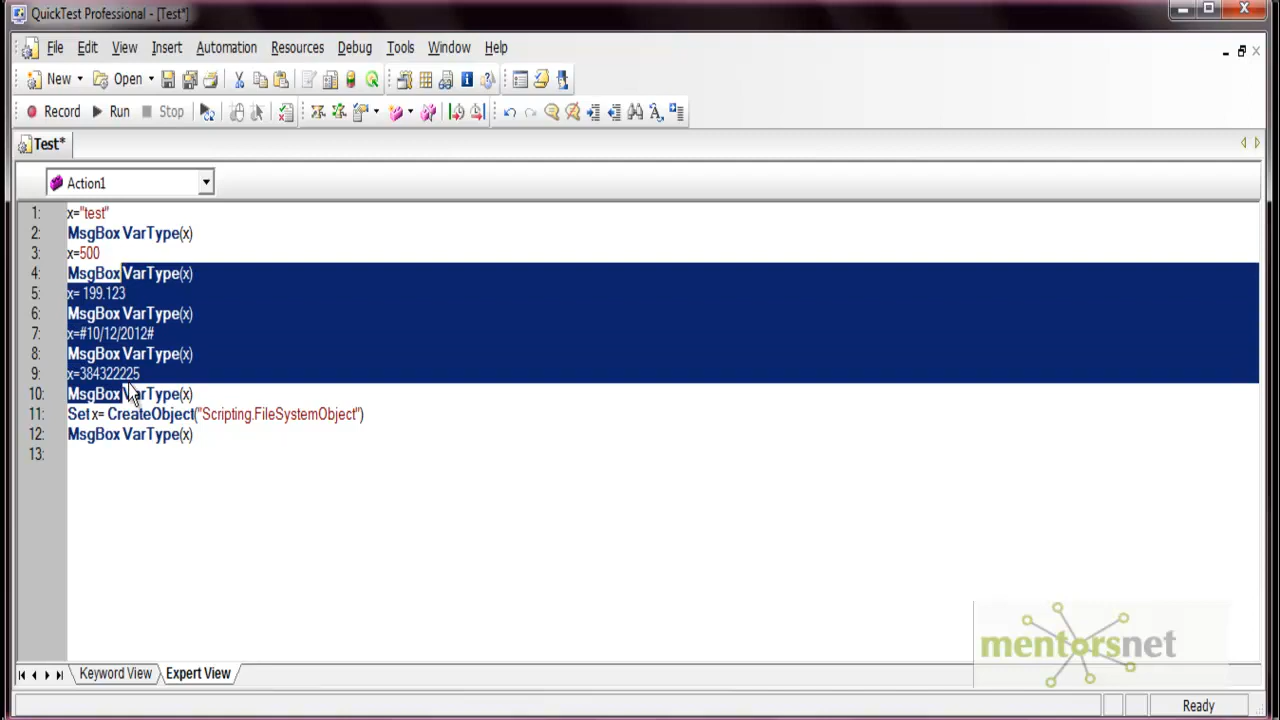 QuickTest Professional - [Test*]
File Edit View Insert Automation Resources Debug Tools Window Help
New Open
Record Run Stop
Test*
Action1
1: x="test"
2: MsgBox VarType(x)
3: x=500
4: MsgBox VarType(x)
5: x= 199.123
6: MsgBox VarType(x)
7: x=#10/12/2012#
8: MsgBox VarType(x)
9: x=384322225
10: MsgBox VarType(x)
11: Set x= CreateObject("Scripting.FileSystemObject")
12: MsgBox VarType(x)
13:
mentorsnet
Keyword View Expert View
Ready